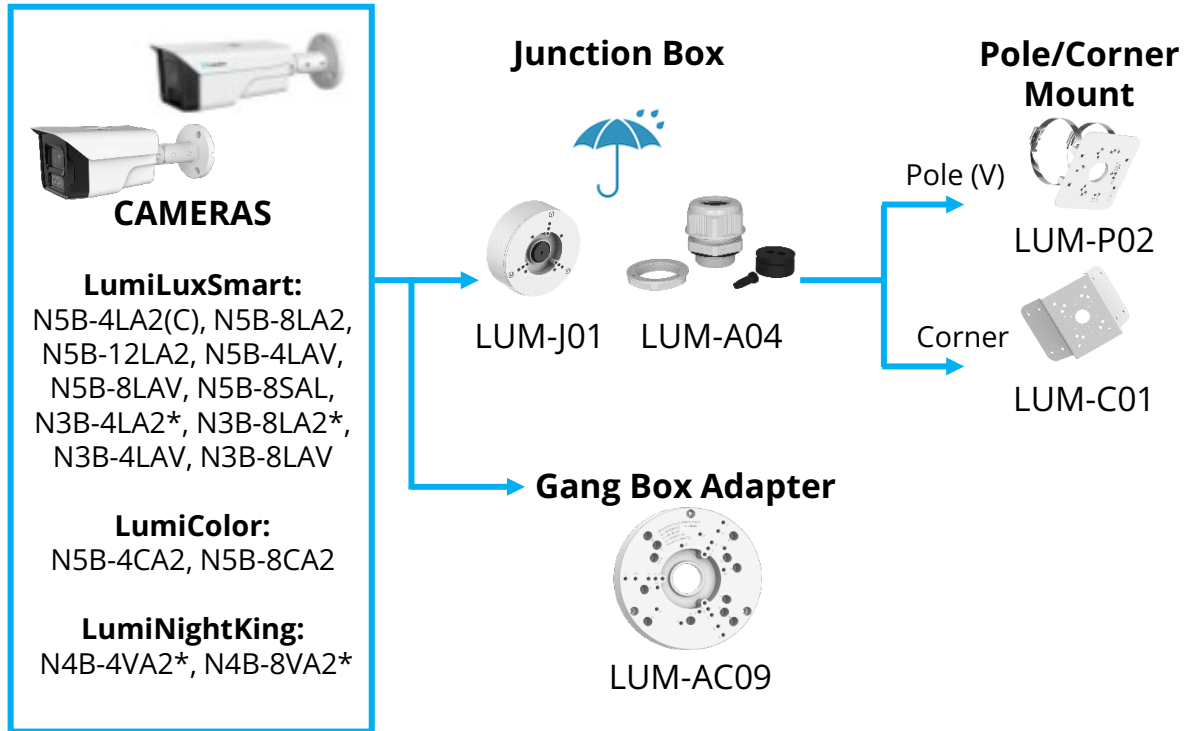 CAMERAS
LumiLuxSmart:
N5B-4LA2(C), N5B-8LA2,
N5B-12LA2, N5B-4LAV,
N5B-8LAV, N5B-8SAL,
N3B-4LA2*, N3B-8LA2*,
N3B-4LAV, N3B-8LAV
LumiColor:
N5B-4CA2, N5B-8CA2
LumiNightKing:
N4B-4VA2*, N4B-8VA2*
Junction Box
LUM-J01
LUM-A04
Pole/Corner
Mount
Pole (V)
LUM-P02
Corner
LUM-C01
Gang Box Adapter
LUM-AC09